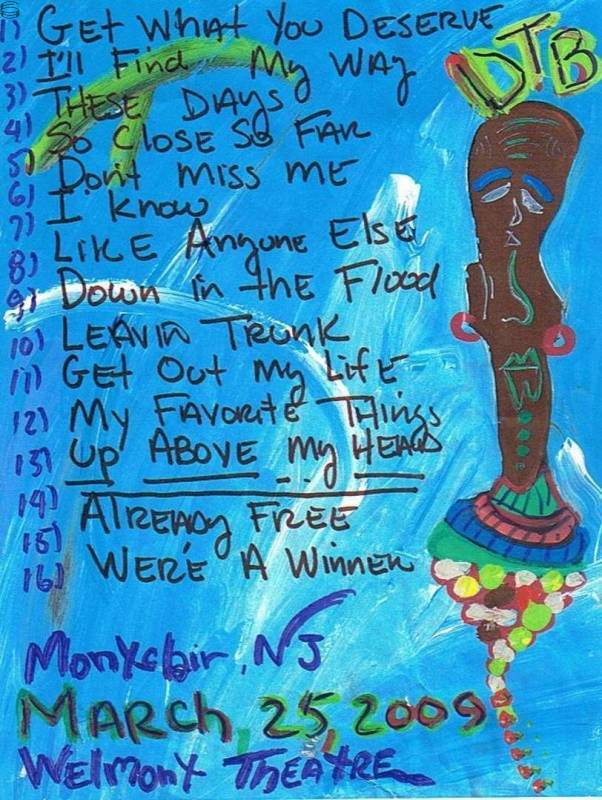 DTB
1) GET WHAT YOU DESERVE
2) I'll Find My WAY
3) THESE DAYS
4) So Close So FAR
5) Don't miss ME
6) I know
7) LIKE Anyone Else
8) Down in the Flood
9)
10) LEAVIN TRUNK
11) GET Out my LifE
12) My FAVORITE Things
13) Up ABOVE my HEAD
14) AlREADy FREE
15)
16) WERE A WinnER
Montclair, NJ
MARCH, 25, 2009
Welmont THEATRE